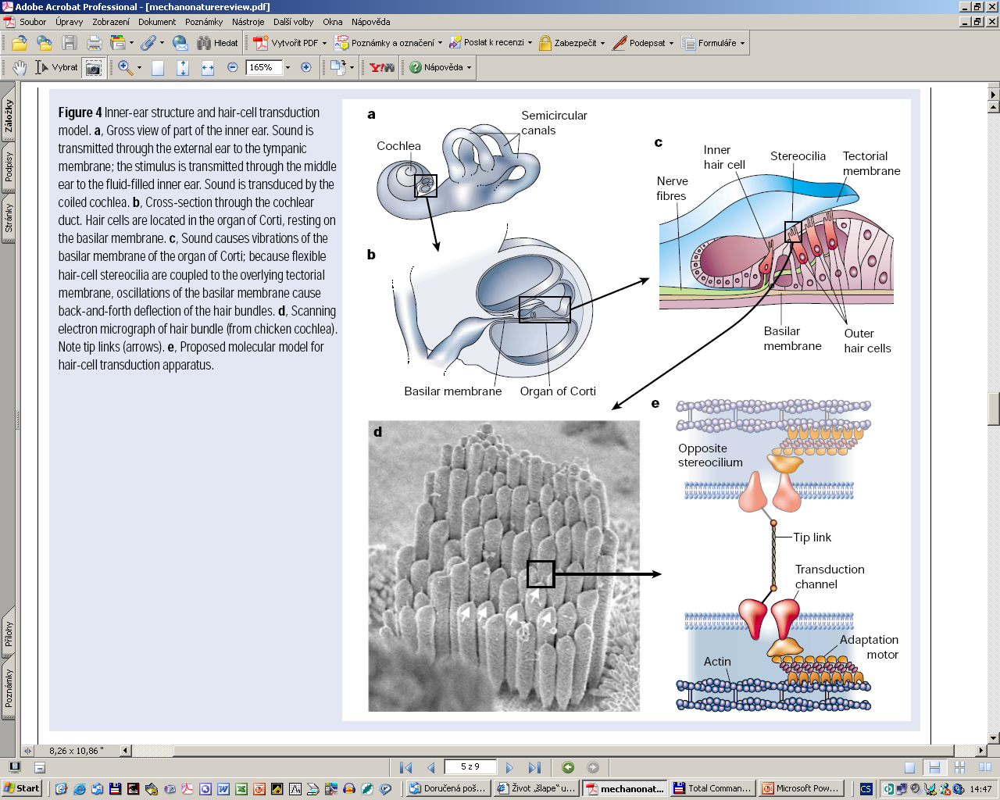 Adobe Acrobat Professional - [mechanonaturereview.pdf]
Soubor Úpravy Zobrazení Dokument Poznámky Nástroje Další volby Okna Nápověda
Hledat Vytvořit PDF Poznámky a označení Poslat k recenzi Zabezpečit Podepsat Formuláře
Vybrat 165% Nápověda
Záložky
Podpisy
Stránky
Přílohy
Poznámky
Figure 4 Inner-ear structure and hair-cell transduction
model. a, Gross view of part of the inner ear. Sound is
transmitted through the external ear to the tympanic
membrane; the stimulus is transmitted through the middle
ear to the fluid-filled inner ear. Sound is transduced by the
coiled cochlea. b, Cross-section through the cochlear
duct. Hair cells are located in the organ of Corti, resting on
the basilar membrane. c, Sound causes vibrations of the
basilar membrane of the organ of Corti; because flexible
hair-cell stereocilia are coupled to the overlying tectorial
membrane, oscillations of the basilar membrane cause
back-and-forth deflection of the hair bundles. d, Scanning
electron micrograph of hair bundle (from chicken cochlea).
Note tip links (arrows). e, Proposed molecular model for
hair-cell transduction apparatus.
a
Semicircular
canals
Cochlea
b
Basilar membrane
Organ of Corti
c
Inner
hair cell
Stereocilia
Tectorial
membrane
Nerve
fibres
Basilar
membrane
Outer
hair cells
d
e
Opposite
stereocilium
Tip link
Transduction
channel
Adaptation
motor
Actin
8,26 x 10,86 "
5 z 9
Start Doručená poš... Život „šlape" u... mechanonat... Total Comman... Microsoft Pow... CS 14:47